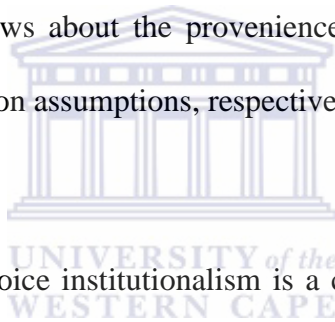 ws about the provenience
on assumptions, respective
UNIVERSITY of the
oice institutionalism is a c
WESTERN CAPE